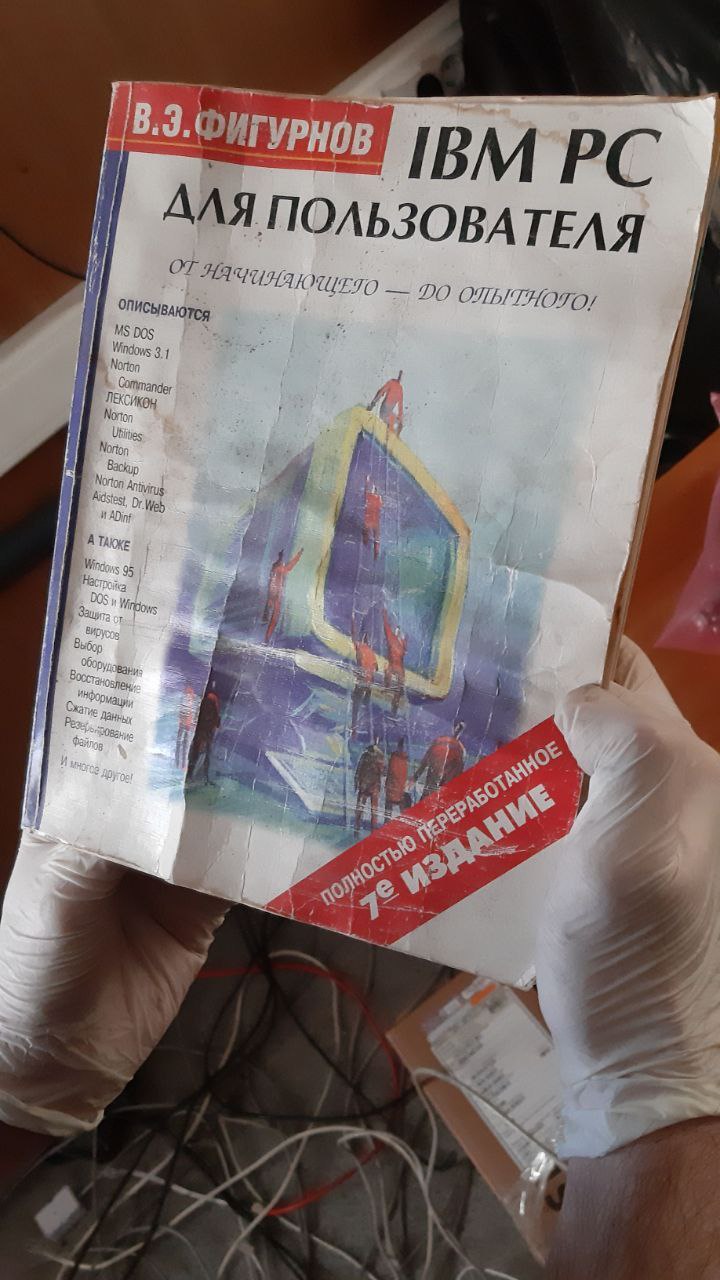 В.Э.ФИГУРНОВ
IBM PC
ДЛЯ ПОЛЬЗОВАТЕЛЯ
ОТ НАЧИНАЮЩЕГО — ДО ОПЫТНОГО!
ОПИСЫВАЮТСЯ
MS DOS
Windows 3.1
Norton
Commander
ЛЕКСИКОН
Norton
Utilities
Norton
Backup
Norton Antivirus
Aidstest, Dr.Web
и ADinf
А ТАКЖЕ
Windows 95
Настройка
DOS и Windows
Защита от
вирусов
Выбор
оборудования
Восстановление
информации
Сжатие данных
Резервирование
файлов
И многое другое!
ПОЛНОСТЬЮ ПЕРЕРАБОТАННОЕ
7е ИЗДАНИЕ